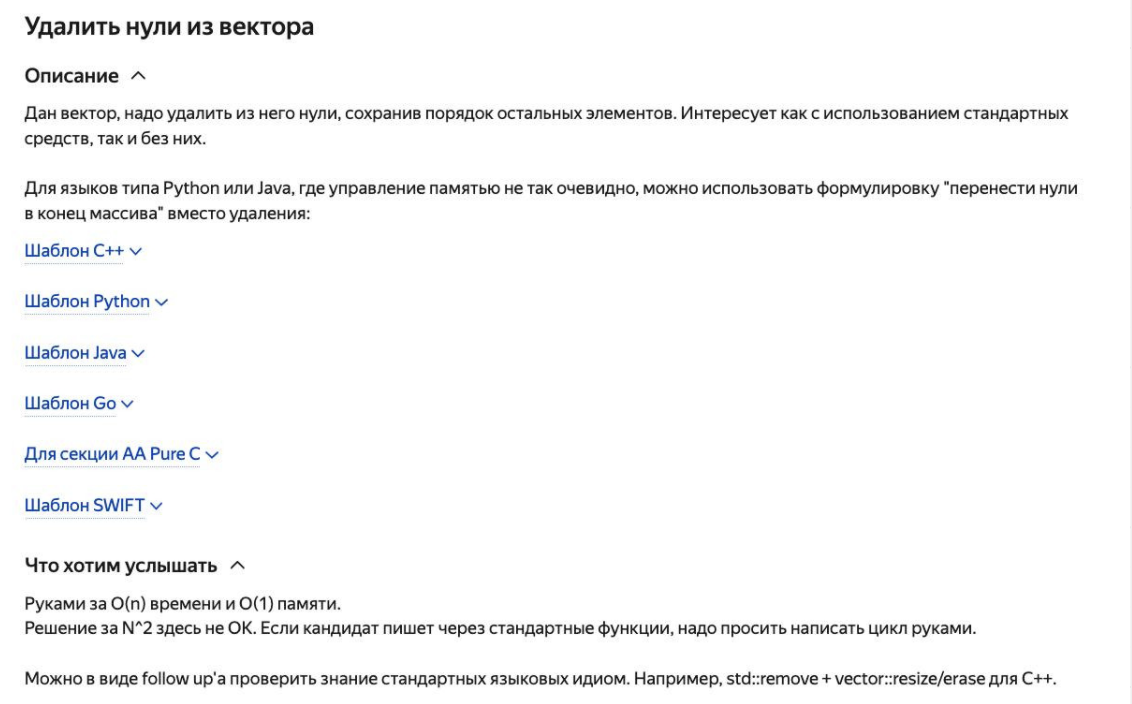 Удалить нули из вектора
Описание
Дан вектор, надо удалить из него нули, сохранив порядок остальных элементов. Интересует как с использованием стандартных
средств, так и без них.
Для языков типа Python или Java, где управление памятью не так очевидно, можно использовать формулировку "перенести нули
в конец массива" вместо удаления:
Шаблон C++
Шаблон Python
Шаблон Java
Шаблон Go
Для секции AA Pure C
Шаблон SWIFT
Что хотим услышать
Руками за O(n) времени и O(1) памяти.
Решение за N^2 здесь не ОК. Если кандидат пишет через стандартные функции, надо просить написать цикл руками.
Можно в виде follow up'а проверить знание стандартных языковых идиом. Например, std::remove + vector::resize/erase для C++.